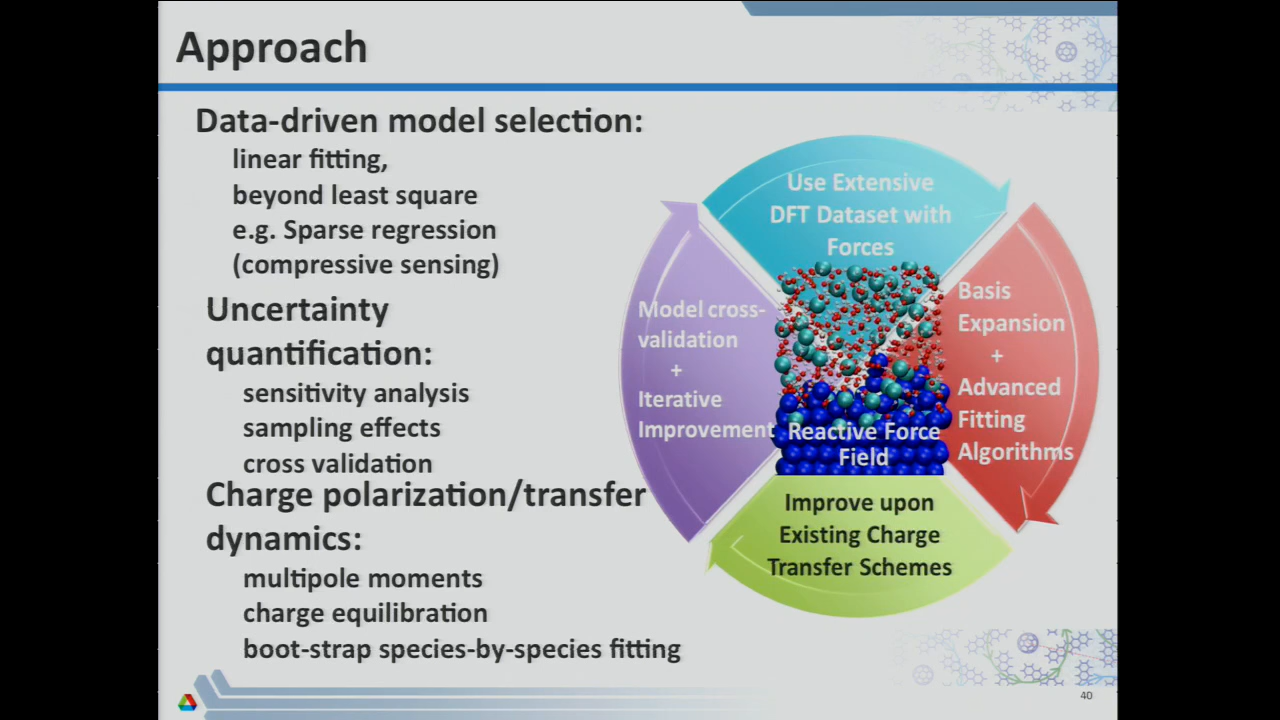 Approach
Data-driven model selection:
linear fitting,
beyond least square
e.g. Sparse regression
(compressive sensing)
Uncertainty
quantification:
sensitivity analysis
sampling effects
cross validation
Charge polarization/transfer
dynamics:
multipole moments
charge equilibration
boot-strap species-by-species fitting
Use Extensive
DFT Dataset with
Forces
Basis
Expansion
+
Advanced
Fitting
Algorithms
Improve upon
Existing Charge
Transfer Schemes
Model cross-
validation
+
Iterative
Improvement
Reactive Force
Field
40